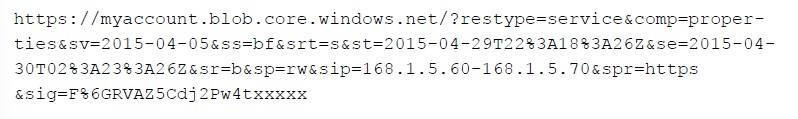 https://myaccount.blob.core.windows.net/?restype=service&comp=proper-
ties&sv=2015-04-05&ss=bf&srt=s&st=2015-04-29T22%3A18%3A26Z&se=2015-04-
30T02%3A23%3A26Z&sr=b&sp=rw&sip=168.1.5.60-168.1.5.70&spr=https
&sig=F%6GRVAZ5Cdj2Pw4txxxxx